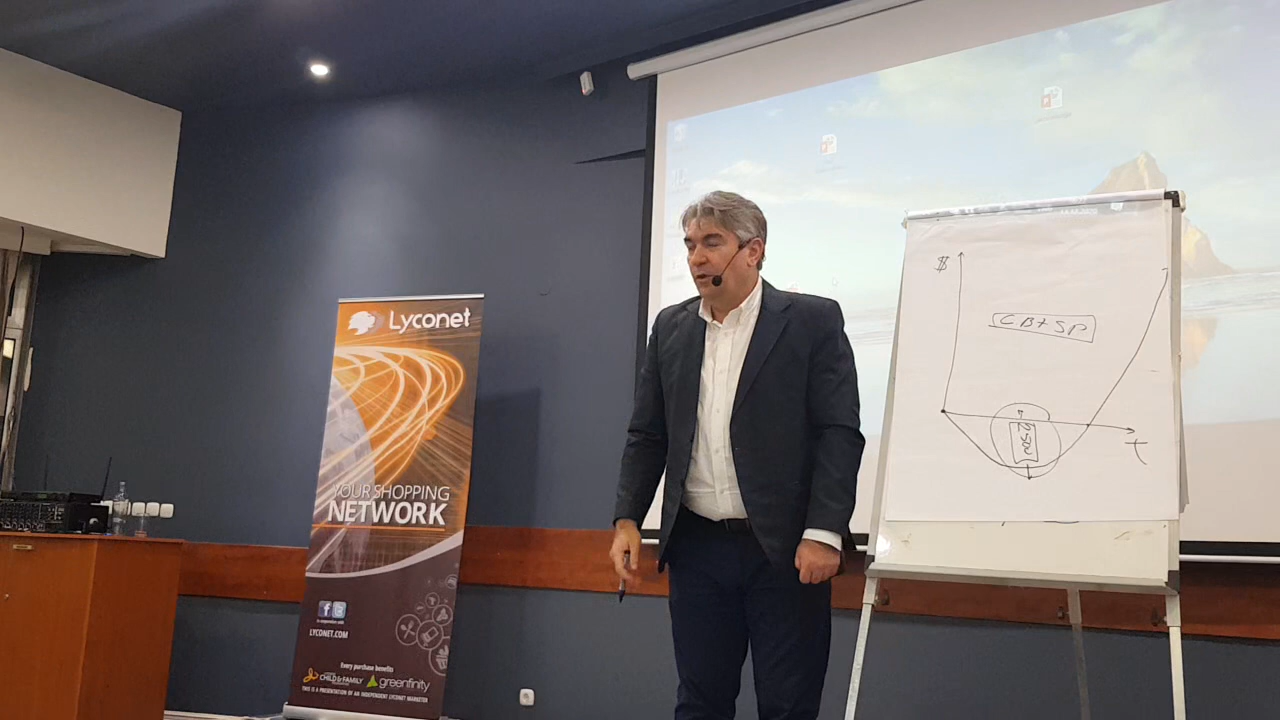 Lyconet
YOUR SHOPPING
NETWORK
LYCONET.COM
Every purchase benefits
CHILD & FAMILY
greenfinity
THIS IS A PRESENTATION OF AN INDEPENDENT LYCONET MARKETER
$
CB+SP
t